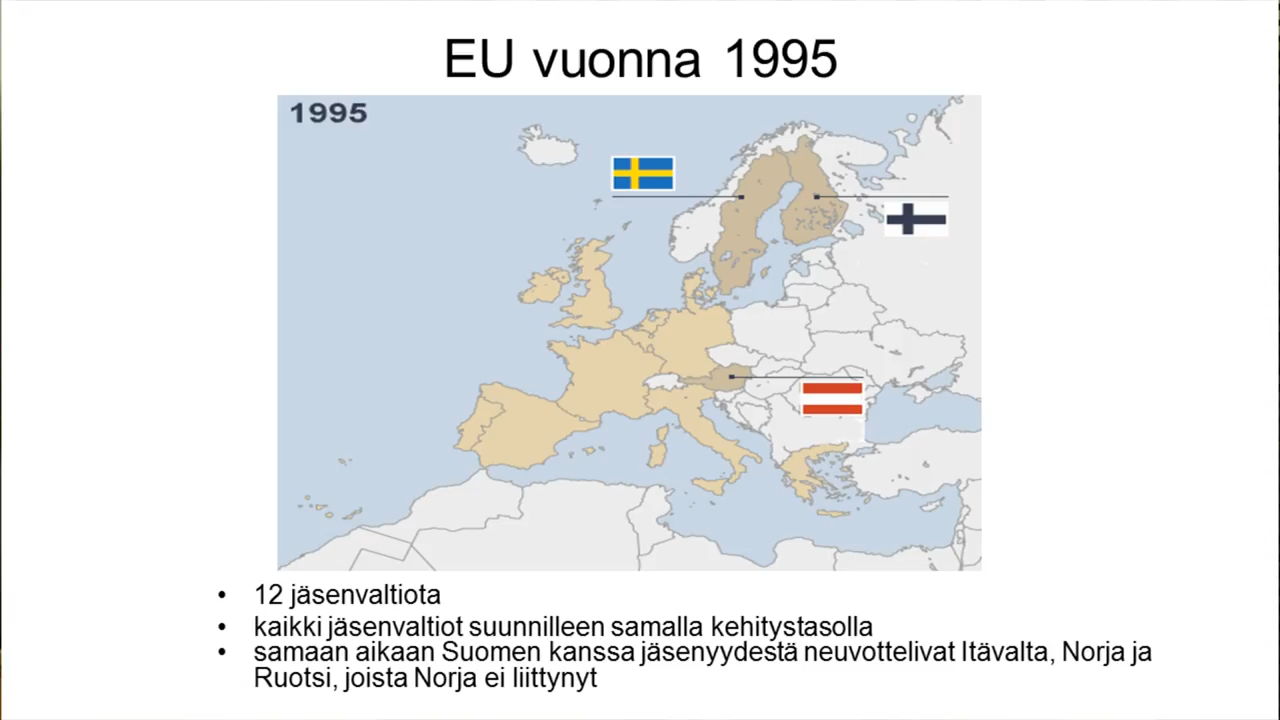 EU vuonna 1995
1995
12 jäsenvaltiota
kaikki jäsenvaltiot suunnilleen samalla kehitystasolla
samaan aikaan Suomen kanssa jäsenyydestä neuvottelivat Itävalta, Norja ja
Ruotsi, joista Norja ei liittynyt